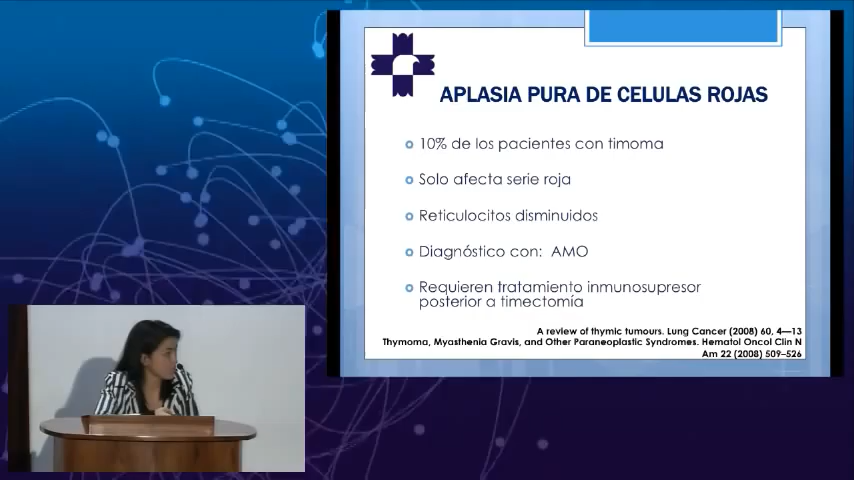 APLASIA PURA DE CELULAS ROJAS
10% de los pacientes con timoma
Solo afecta serie roja
Reticulocitos disminuidos
Diagnóstico con: AMO
Requieren tratamiento inmunosupresor
posterior a timectomía
A review of thymic tumours. Lung Cancer (2008) 60, 4—13
Thymoma, Myasthenia Gravis, and Other Paraneoplastic Syndromes. Hematol Oncol Clin N
Am 22 (2008) 509–526